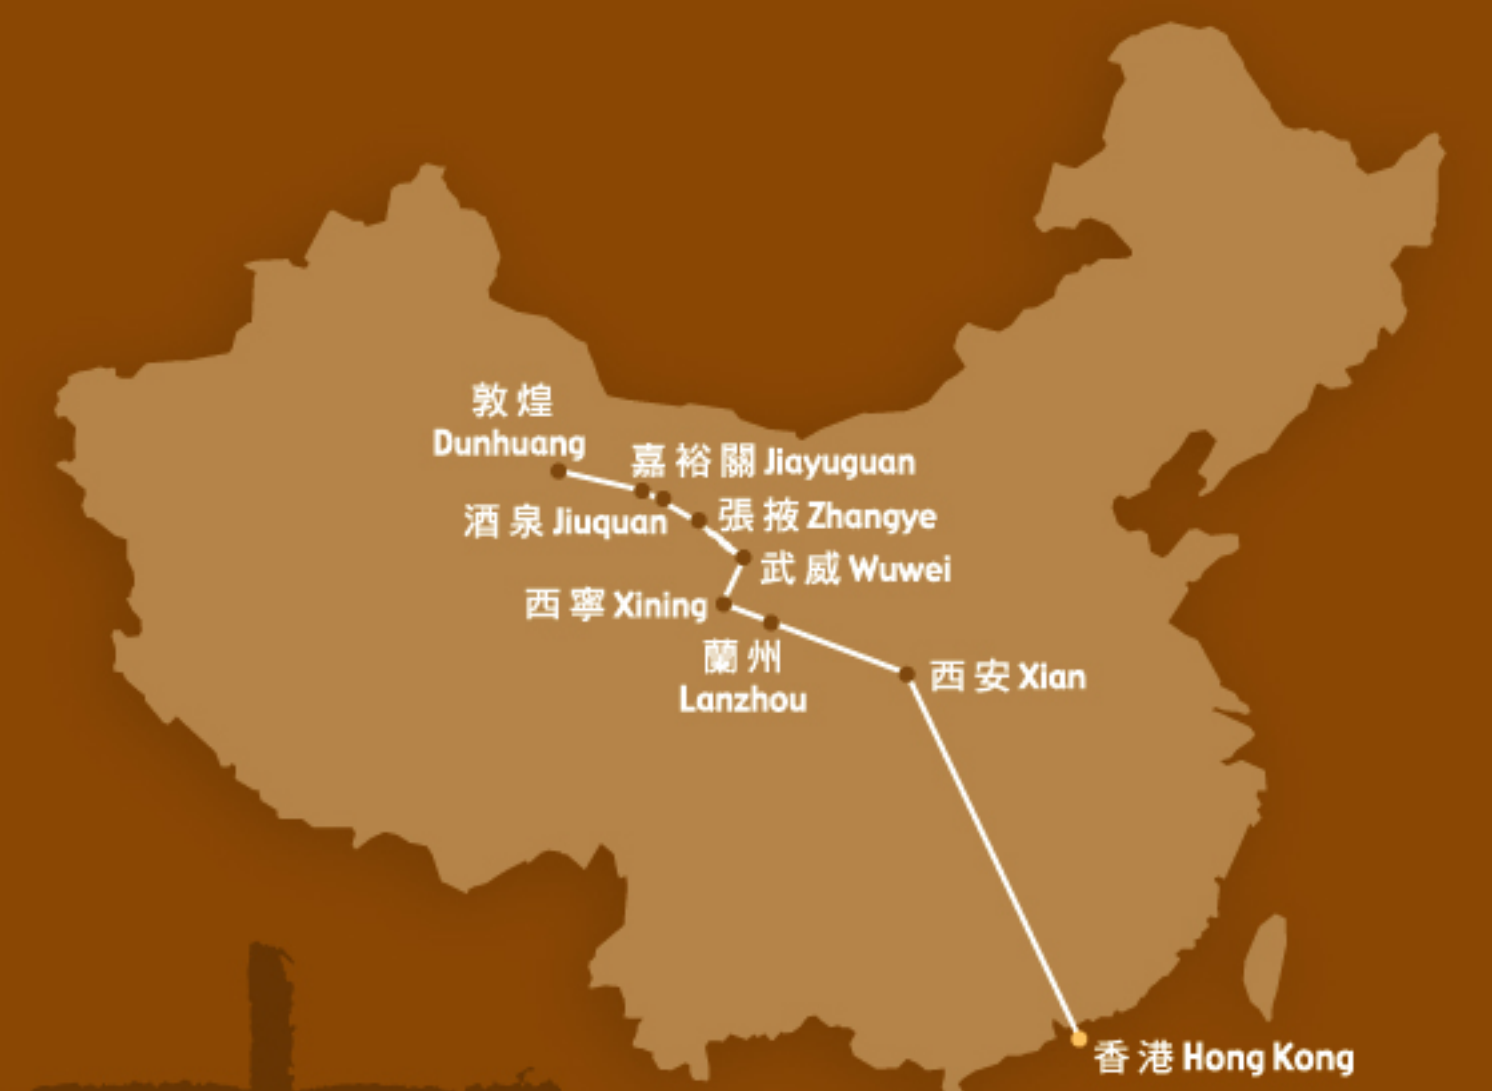 敦煌
Dunhuang
嘉裕關 Jiayuguan
酒泉 Jiuquan
張掖 Zhangye
武威 Wuwei
西寧 Xining
蘭州
Lanzhou
西安 Xian
香港 Hong Kong